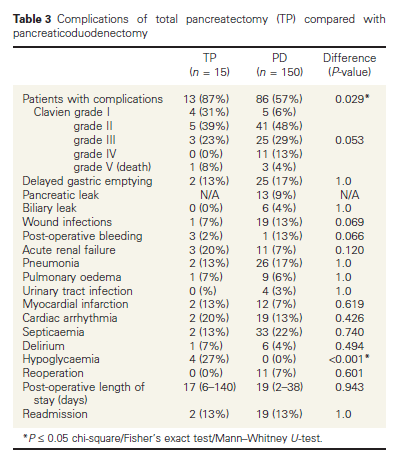 Table 3 Complications of total pancreatectomy (TP) compared with
pancreaticoduodenectomy
TP PD Difference
(n = 15) (n = 150) (P-value)
Patients with complications 13 (87%) 86 (57%) 0.029*
Clavien grade I 4 (31%) 5 (6%)
grade II 5 (39%) 41 (48%)
grade III 3 (23%) 25 (29%) 0.053
grade IV 0 (0%) 11 (13%)
grade V (death) 1 (8%) 3 (4%)
Delayed gastric emptying 2 (13%) 25 (17%) 1.0
Pancreatic leak N/A 13 (9%) N/A
Biliary leak 0 (0%) 6 (4%) 1.0
Wound infections 1 (7%) 19 (13%) 0.069
Post-operative bleeding 3 (2%) 1 (13%) 0.066
Acute renal failure 3 (20%) 11 (7%) 0.120
Pneumonia 2 (13%) 26 (17%) 1.0
Pulmonary oedema 1 (7%) 9 (6%) 1.0
Urinary tract infection 0 (%) 4 (3%) 1.0
Myocardial infarction 2 (13%) 12 (7%) 0.619
Cardiac arrhythmia 2 (20%) 19 (13%) 0.426
Septicaemia 2 (13%) 33 (22%) 0.740
Delirium 1 (7%) 6 (4%) 0.494
Hypoglycaemia 4 (27%) 0 (0%) <0.001*
Reoperation 0 (0%) 11 (7%) 0.601
Post-operative length of 17 (6–140) 19 (2–38) 0.943
stay (days)
Readmission 2 (13%) 19 (13%) 1.0
*P ≤ 0.05 chi-square/Fisher's exact test/Mann–Whitney U-test.